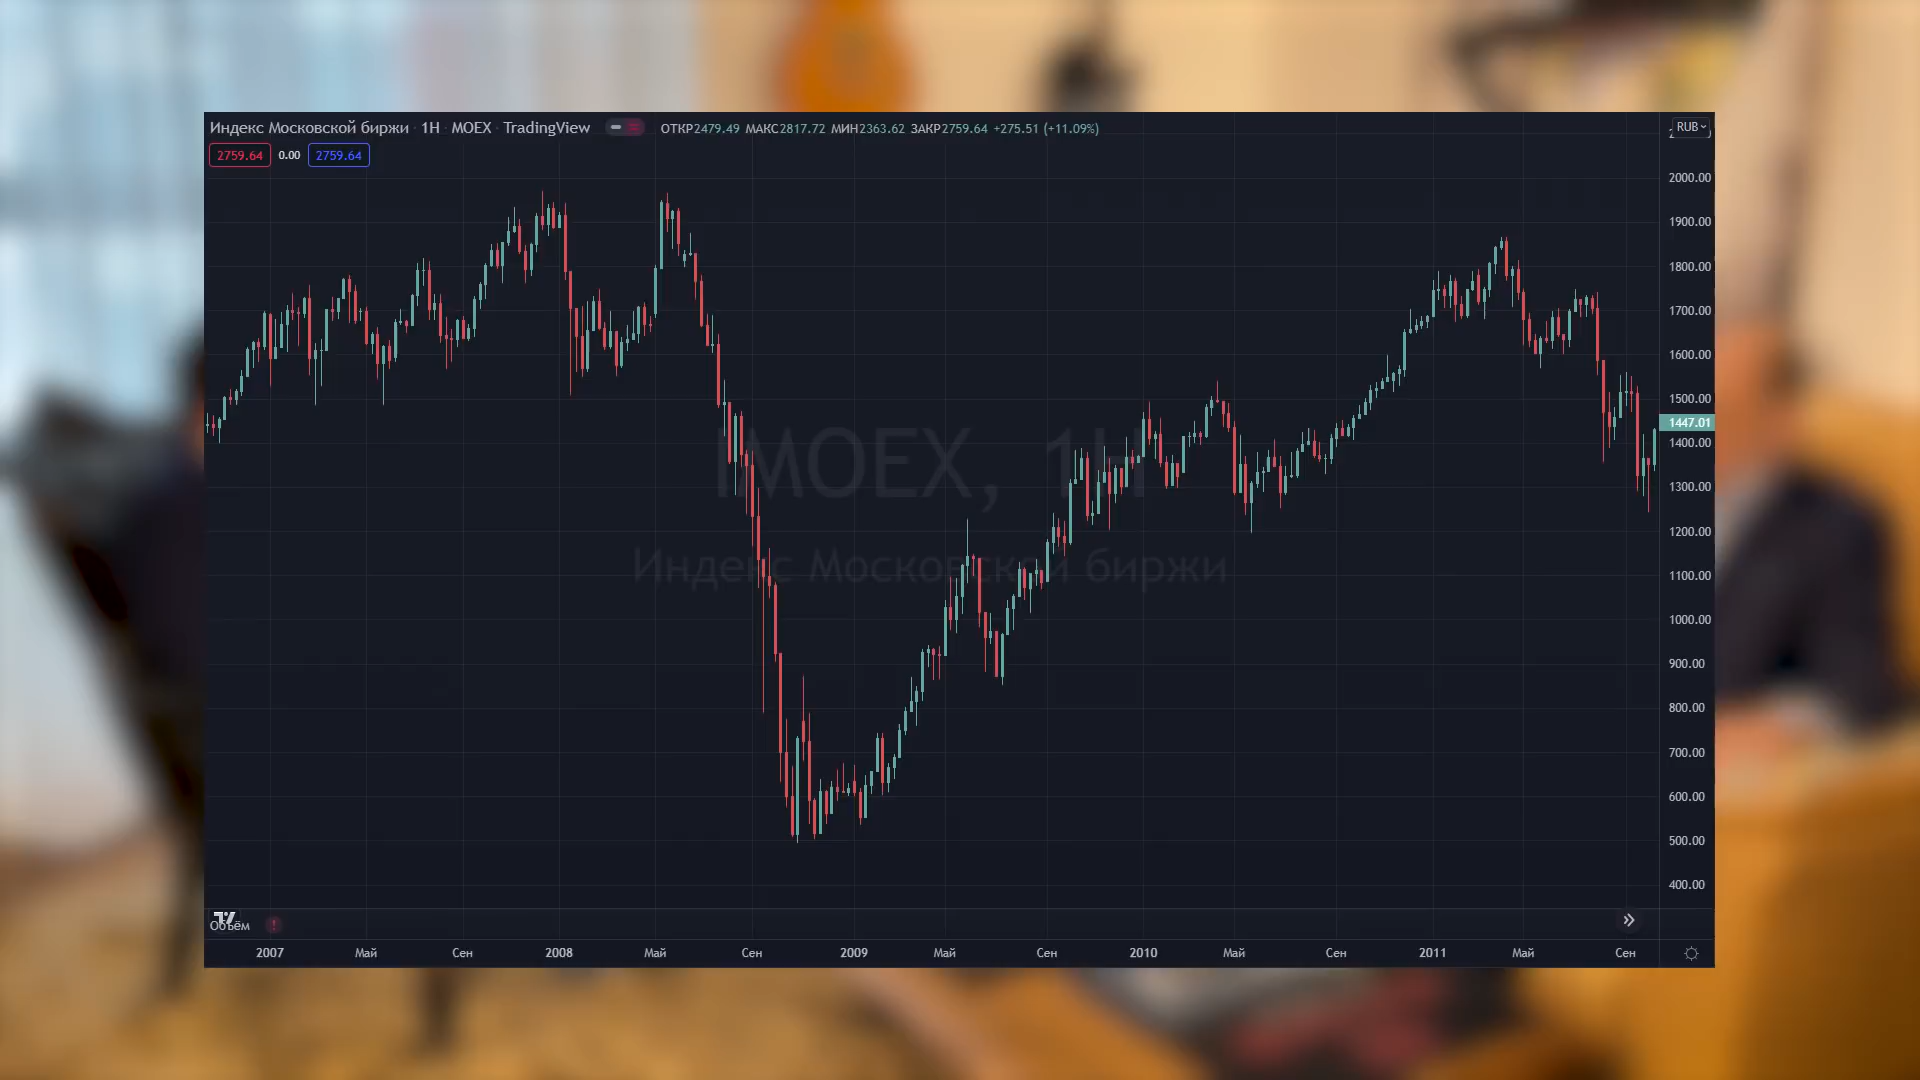 Индекс Московской биржи · 1Н · MOEX · TradingView ОТКР2479.49 МАКС2817.72 МИН2363.62 ЗАКР2759.64 +275.51 (+11.09%)
RUB
2759.64 0.00 2759.64
2000.00
1900.00
1800.00
1700.00
1600.00
1500.00
1447.01
1400.00
1300.00
1200.00
1100.00
1000.00
900.00
800.00
700.00
600.00
500.00
400.00
IMOEX, 1Н
Индекс Московской биржи
Объём
2007 Май Сен 2008 Май Сен 2009 Май Сен 2010 Май Сен 2011 Май Сен